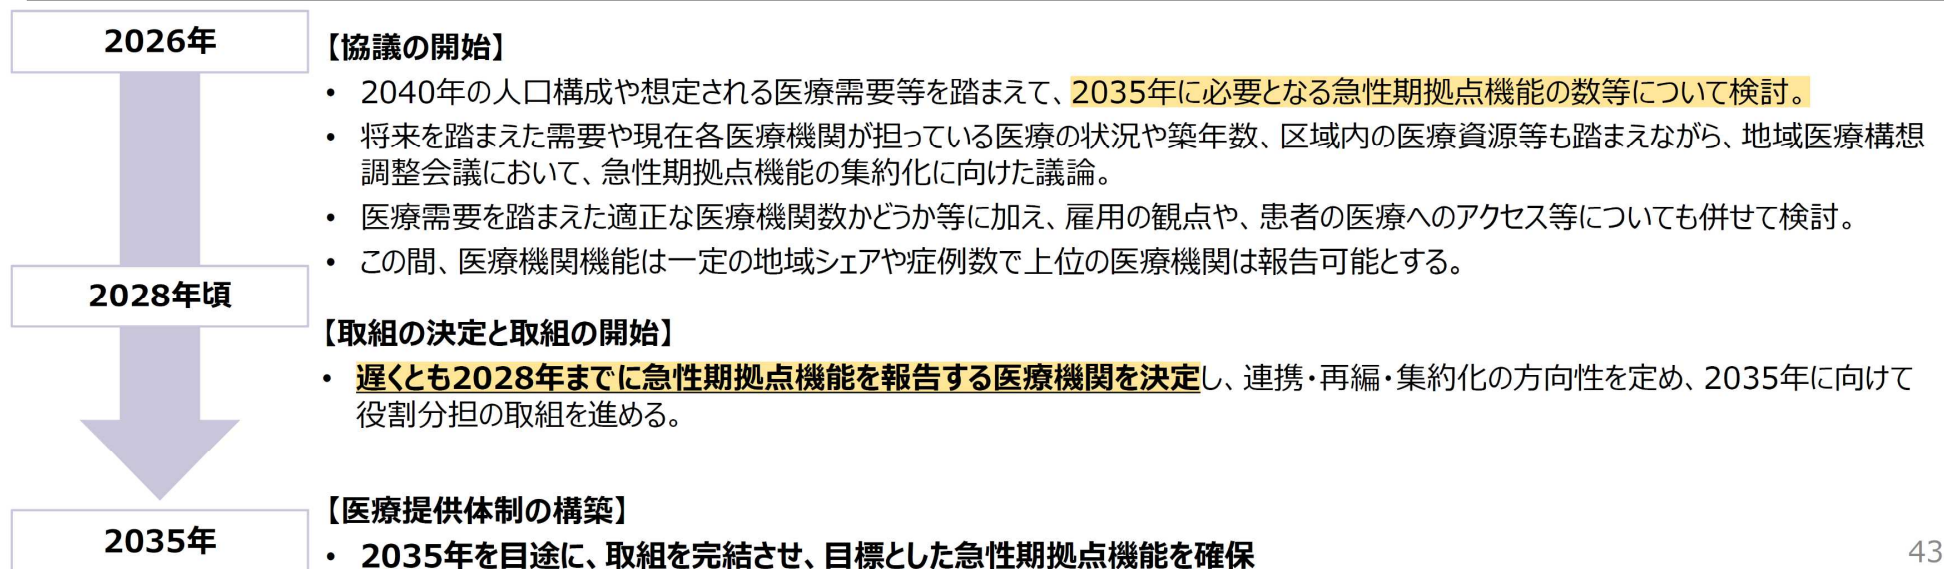 2026年
【協議の開始】
• 2040年の人口構成や想定される医療需要等を踏まえて、2035年に必要となる急性期拠点機能の数等について検討。
• 将来を踏まえた需要や現在各医療機関が担っている医療の状況や築年数、区域内の医療資源等も踏まえながら、地域医療構想
調整会議において、急性期拠点機能の集約化に向けた議論。
• 医療需要を踏まえた適正な医療機関数かどうか等に加え、雇用の観点や、患者の医療へのアクセス等についても併せて検討。
• この間、医療機関機能は一定の地域シェアや症例数で上位の医療機関は報告可能とする。
2028年頃
【取組の決定と取組の開始】
• 遅くとも2028年までに急性期拠点機能を報告する医療機関を決定し、連携・再編・集約化の方向性を定め、2035年に向けて
役割分担の取組を進める。
【医療提供体制の構築】
2035年
• 2035年を目途に、取組を完結させ、目標とした急性期拠点機能を確保
43